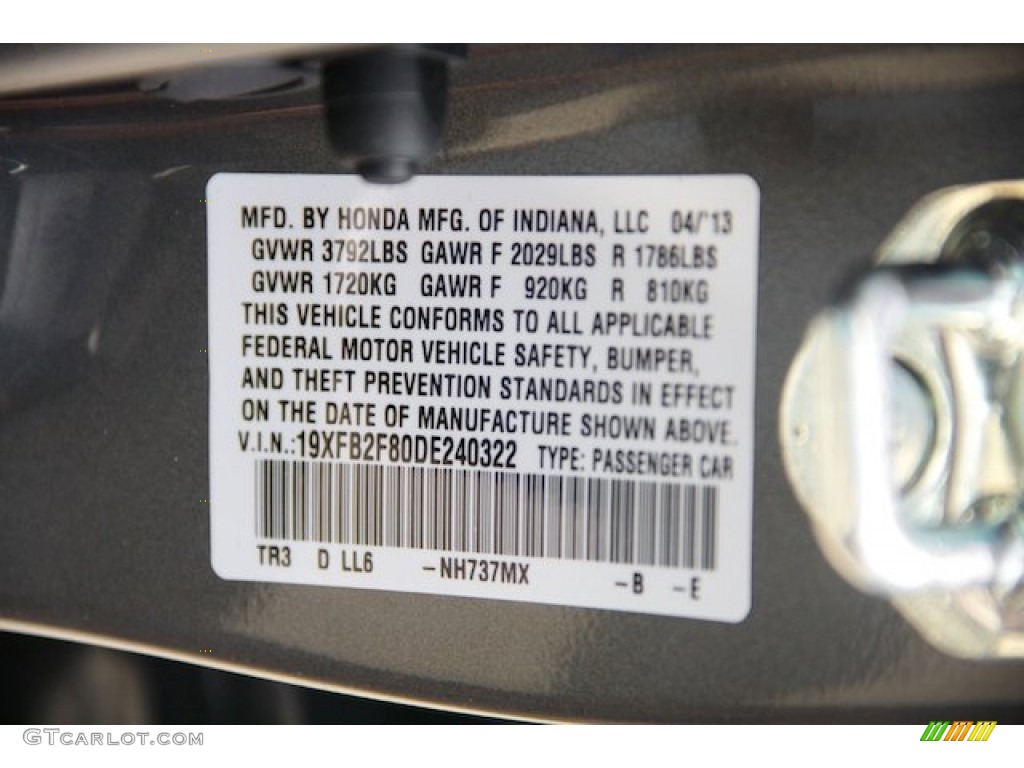 MFD. BY HONDA MFG. OF INDIANA, LLC 04/'13
GVWR 3792LBS GAWR F 2029LBS R 1786LBS
GVWR 1720KG GAWR F 920KG R 810KG
THIS VEHICLE CONFORMS TO ALL APPLICABLE
FEDERAL MOTOR VEHICLE SAFETY, BUMPER,
AND THEFT PREVENTION STANDARDS IN EFFECT
ON THE DATE OF MANUFACTURE SHOWN ABOVE.
V.I.N.:19XFB2F80DE240322 TYPE: PASSENGER CAR
TR3 D LL6 -NH737MX -B -E
GTCARLOT.COM